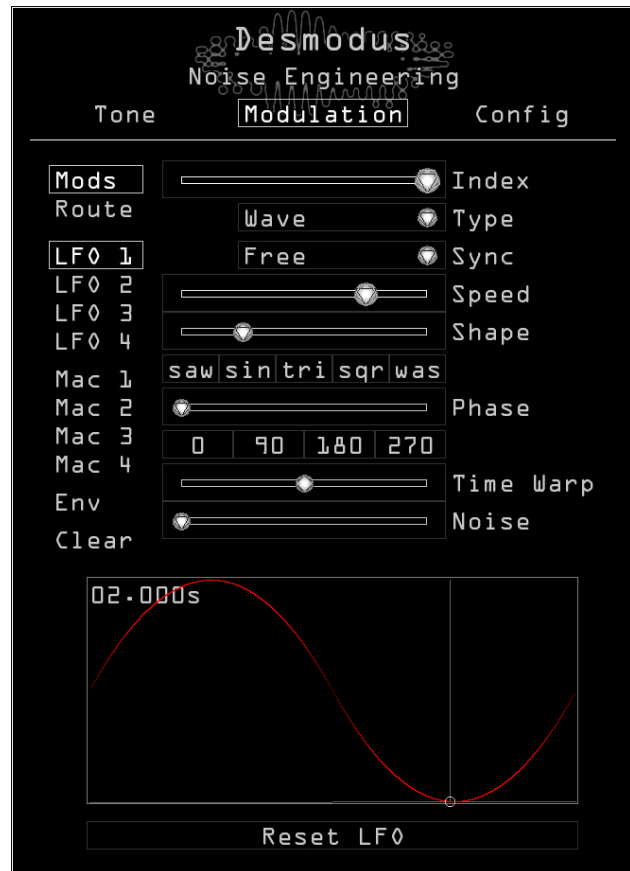 Desmodus
Noise Engineering
Tone Modulation Config
Mods Index
Route Wave Type
LFO 1 Free Sync
LFO 2 Speed
LFO 3
LFO 4 Shape
saw sin tri sqr was
Mac 1
Mac 2 Phase
Mac 3 0 90 180 270
Mac 4 Time Warp
Env Noise
Clear
02.000s
Reset LFO